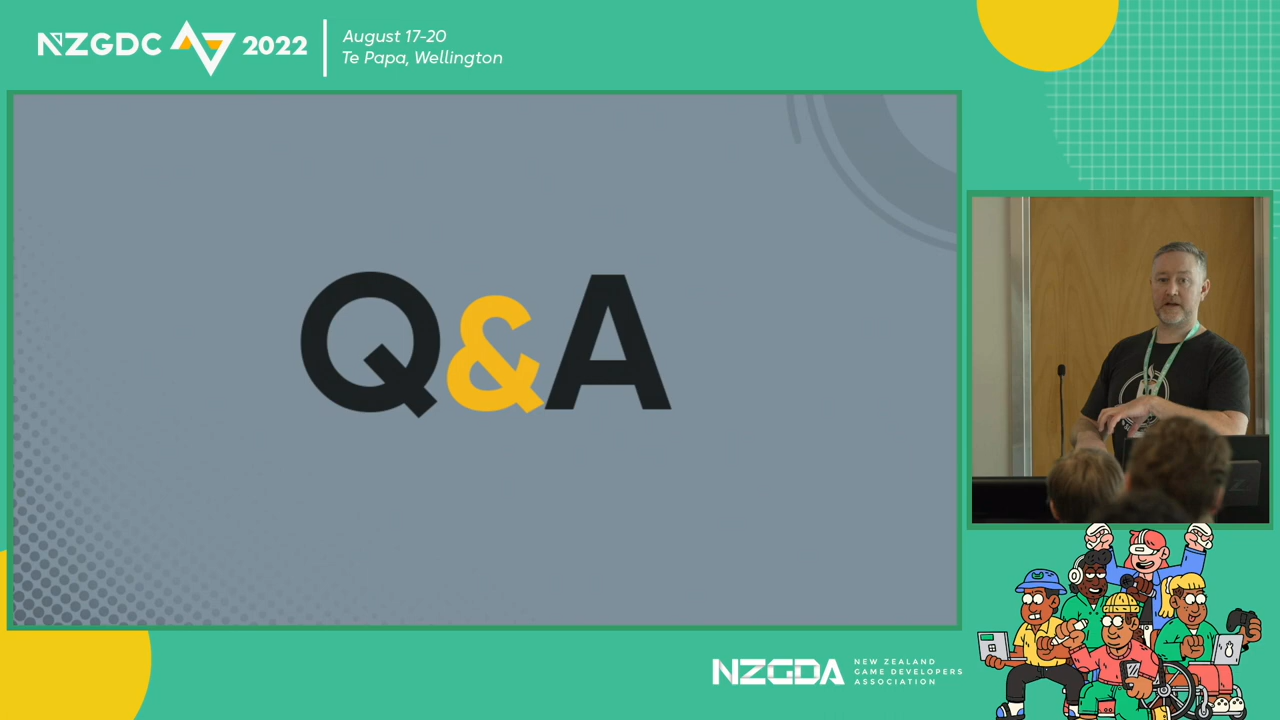 NZGDC 2022
August 17-20
Te Papa, Wellington
Q&A
NZGDA
NEW ZEALAND
GAME DEVELOPERS
ASSOCIATION